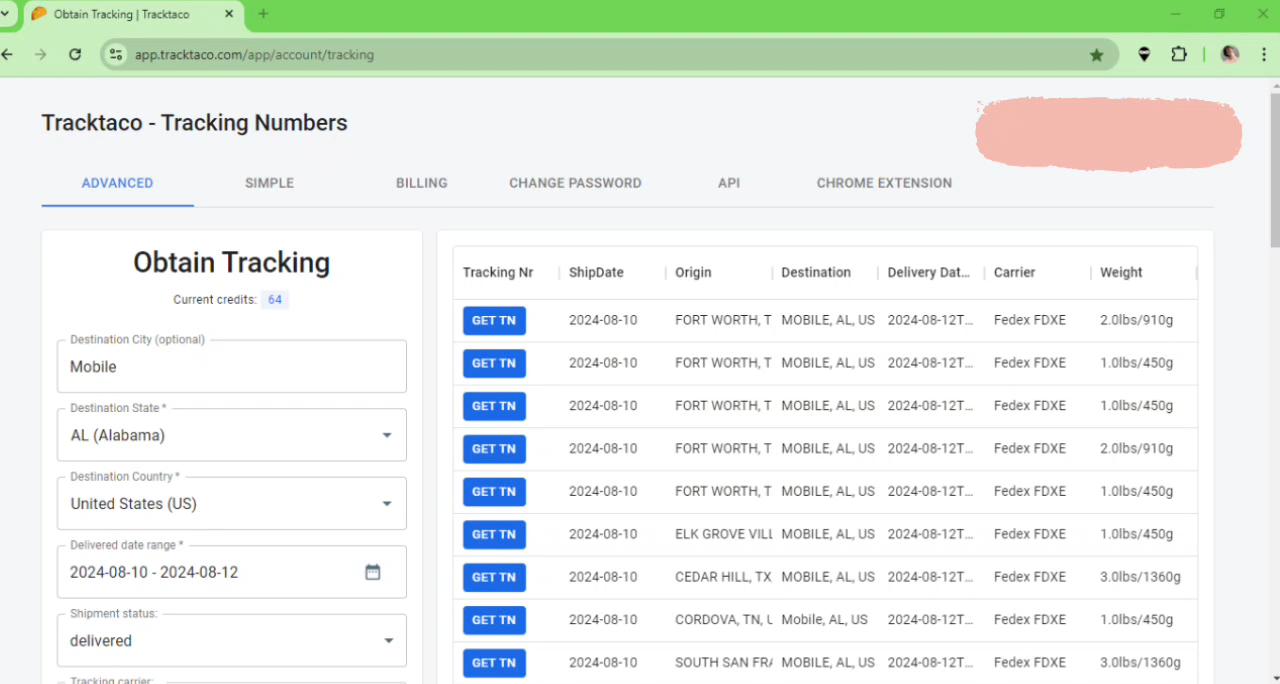 Obtain Tracking | Tracktaco
app.tracktaco.com/app/account/tracking
Tracktaco - Tracking Numbers
ADVANCED SIMPLE BILLING CHANGE PASSWORD API CHROME EXTENSION
Obtain Tracking
Current credits: 64
Destination City (optional)
Mobile
Destination State *
AL (Alabama)
Destination Country *
United States (US)
Delivered date range *
2024-08-10 - 2024-08-12
Shipment status:
delivered
Tracking carrier:
Tracking Nr ShipDate Origin Destination Delivery Dat... Carrier Weight
GET TN 2024-08-10 FORT WORTH, T MOBILE, AL, US 2024-08-12T... Fedex FDXE 2.0lbs/910g
GET TN 2024-08-10 FORT WORTH, T MOBILE, AL, US 2024-08-12T... Fedex FDXE 1.0lbs/450g
GET TN 2024-08-10 FORT WORTH, T MOBILE, AL, US 2024-08-12T... Fedex FDXE 1.0lbs/450g
GET TN 2024-08-10 FORT WORTH, T MOBILE, AL, US 2024-08-12T... Fedex FDXE 2.0lbs/910g
GET TN 2024-08-10 FORT WORTH, T MOBILE, AL, US 2024-08-12T... Fedex FDXE 1.0lbs/450g
GET TN 2024-08-10 ELK GROVE VILL MOBILE, AL, US 2024-08-12T... Fedex FDXE 1.0lbs/450g
GET TN 2024-08-10 CEDAR HILL, TX MOBILE, AL, US 2024-08-12T... Fedex FDXE 3.0lbs/1360g
GET TN 2024-08-10 CORDOVA, TN, U Mobile, AL, US 2024-08-12T... Fedex FDXE 1.0lbs/450g
GET TN 2024-08-10 SOUTH SAN FRA MOBILE, AL, US 2024-08-12T... Fedex FDXE 3.0lbs/1360g